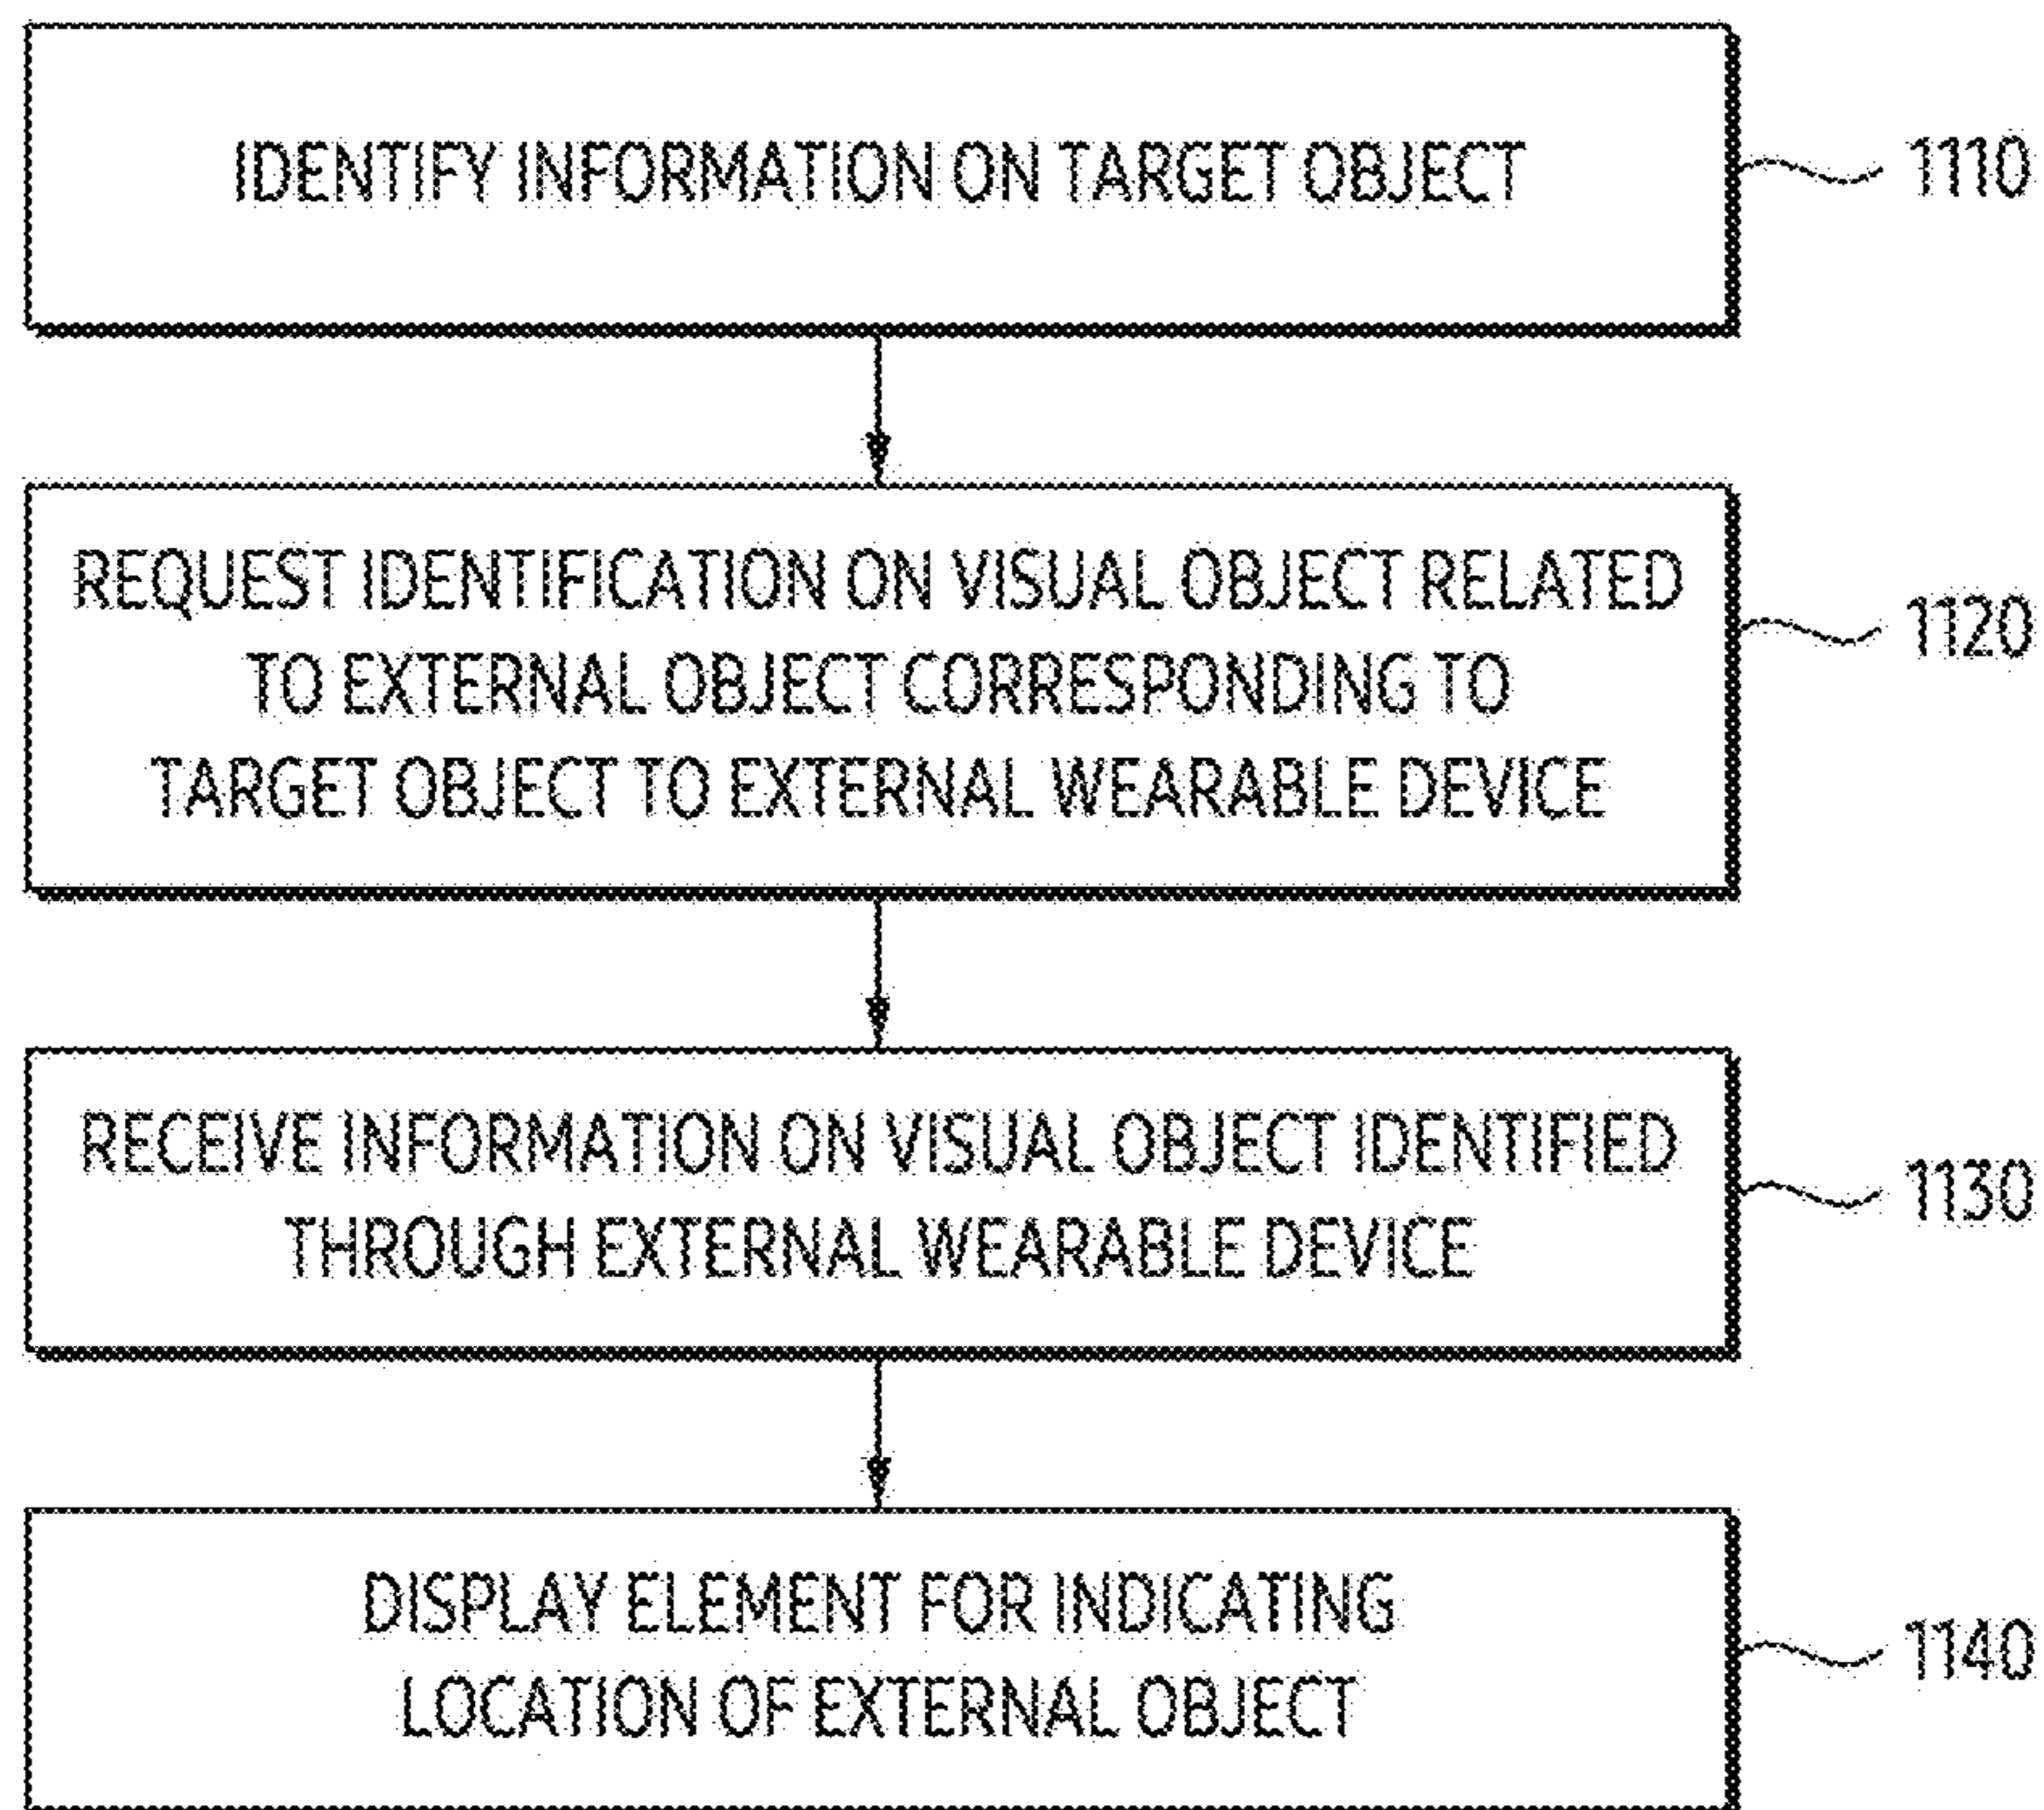 IDENTIFY INFORMATION ON TARGET OBJECT
1110
REQUEST IDENTIFICATION ON VISUAL OBJECT RELATED
TO EXTERNAL OBJECT CORRESPONDING TO
TARGET OBJECT TO EXTERNAL WEARABLE DEVICE
1120
RECEIVE INFORMATION ON VISUAL OBJECT IDENTIFIED
THROUGH EXTERNAL WEARABLE DEVICE
1130
DISPLAY ELEMENT FOR INDICATING
LOCATION OF EXTERNAL OBJECT
1140